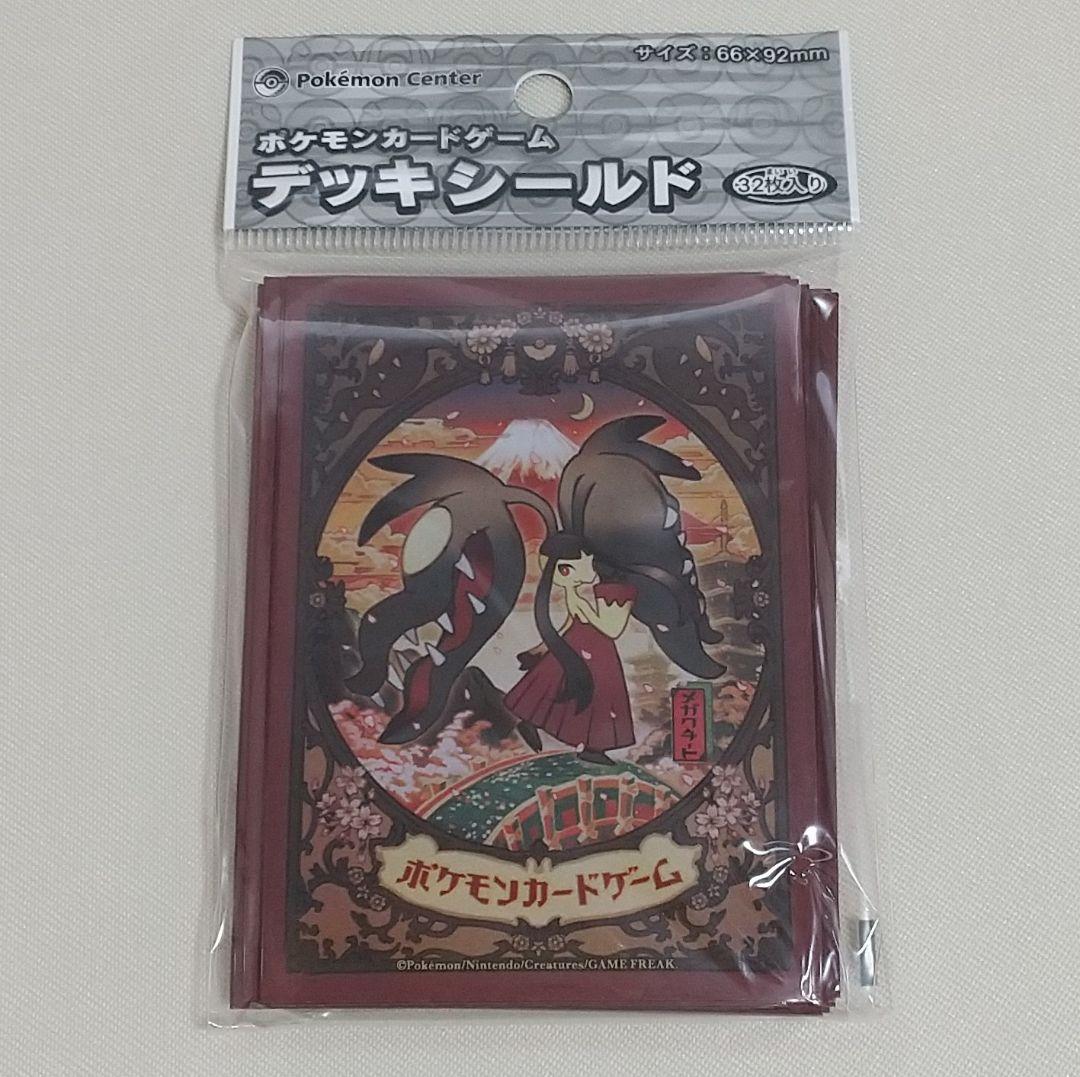 サイズ：66×92mm
Pokémon Center
ポケモンカードゲーム
デッキシールド
32枚入り
メガクチート
ポケモンカードゲーム
©Pokémon/Nintendo/Creatures/GAME FREAK.